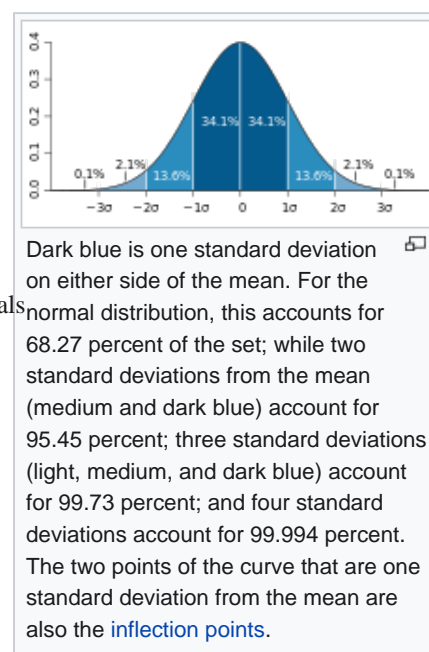 0.4
0.3
0.2
0.1
0.0
34.1% 34.1%
0.1% 2.1% 13.6% 13.6% 2.1% 0.1%
−3σ −2σ −1σ 0 1σ 2σ 3σ
Dark blue is one standard deviation
on either side of the mean. For the
als
normal distribution, this accounts for
68.27 percent of the set; while two
standard deviations from the mean
(medium and dark blue) account for
95.45 percent; three standard deviations
(light, medium, and dark blue) account
for 99.73 percent; and four standard
deviations account for 99.994 percent.
The two points of the curve that are one
standard deviation from the mean are
also the inflection points.